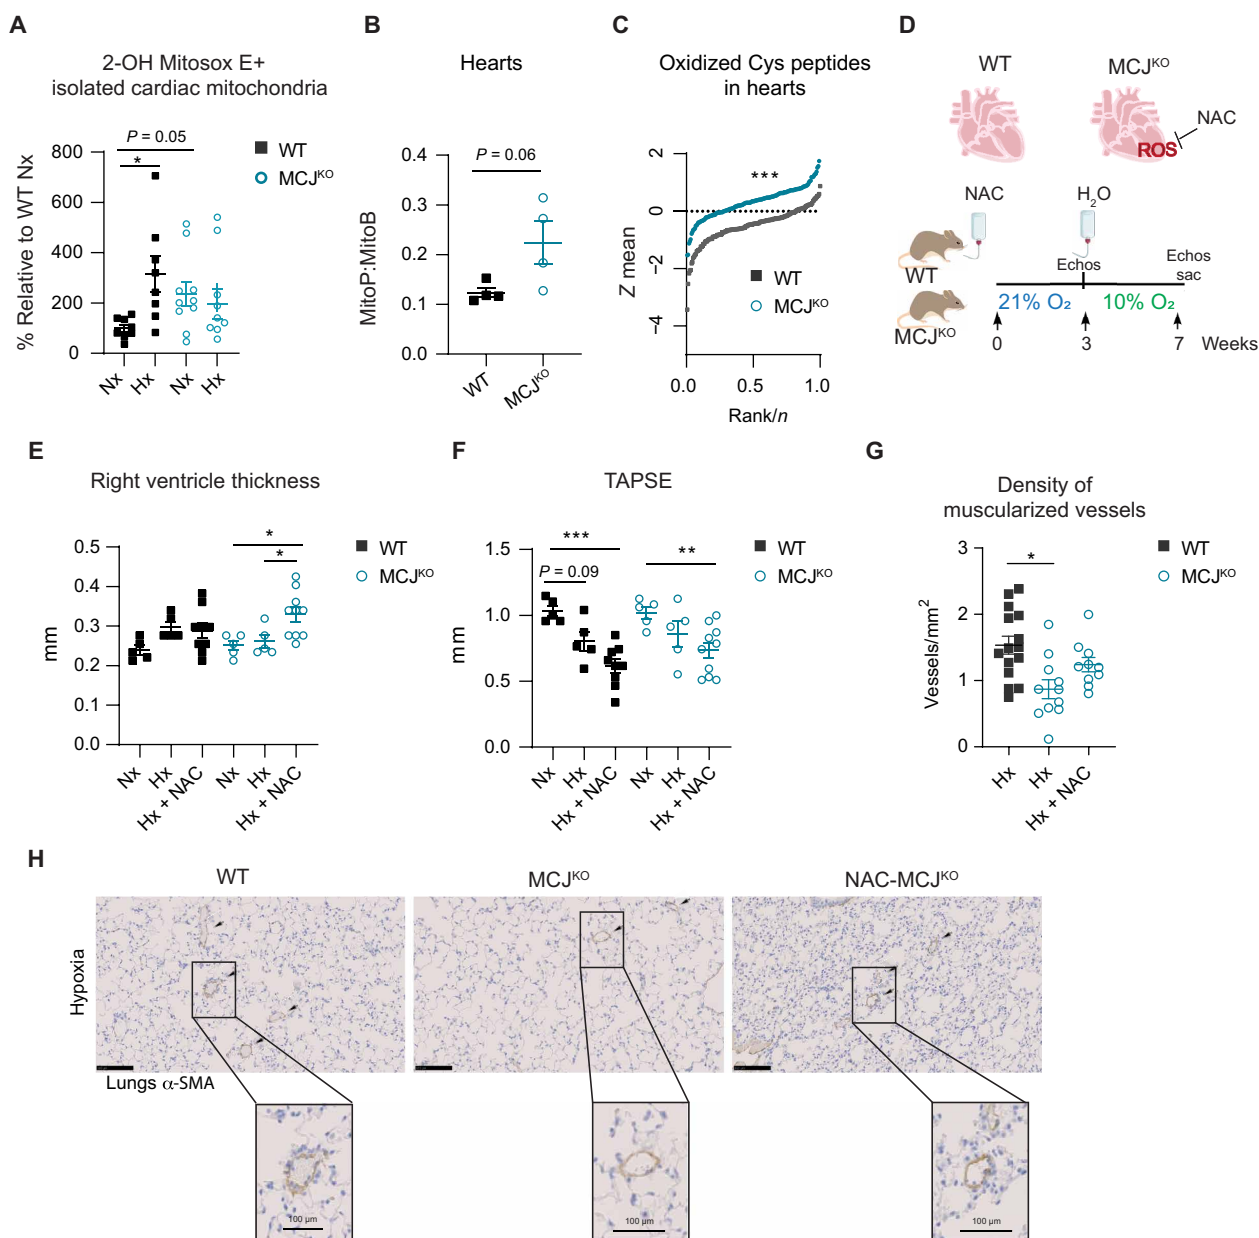 A
2-OH Mitosox E+
isolated cardiac mitochondria
P = 0.05
*
WT
MCJKO
% Relative to WT Nx
800
600
400
200
0
Nx
Hx
Nx
Hx
B
Hearts
P = 0.06
MitoP:MitoB
0.4
0.3
0.2
0.1
0.0
WT
MCJKO
C
Oxidized Cys peptides
in hearts
***
Z mean
2
0
−2
−4
WT
MCJKO
0.0
0.5
1.0
Rank/n
D
WT
MCJKO
NAC
ROS
NAC
H2O
WT
MCJKO
Echos
Echos
sac
21% O2
10% O2
0
3
7
Weeks
E
Right ventricle thickness
*
*
WT
MCJKO
mm
0.5
0.4
0.3
0.2
0.1
0.0
Nx
Hx
Hx + NAC
Nx
Hx
Hx + NAC
F
TAPSE
***
P = 0.09
**
WT
MCJKO
mm
1.5
1.0
0.5
0.0
Nx
Hx
Hx + NAC
Nx
Hx
Hx + NAC
G
Density of
muscularized vessels
*
WT
MCJKO
Vessels/mm2
3
2
1
0
Hx
Hx
Hx + NAC
H
WT
MCJKO
NAC-MCJKO
Hypoxia
Lungs α-SMA
100 µm
100 µm
100 µm